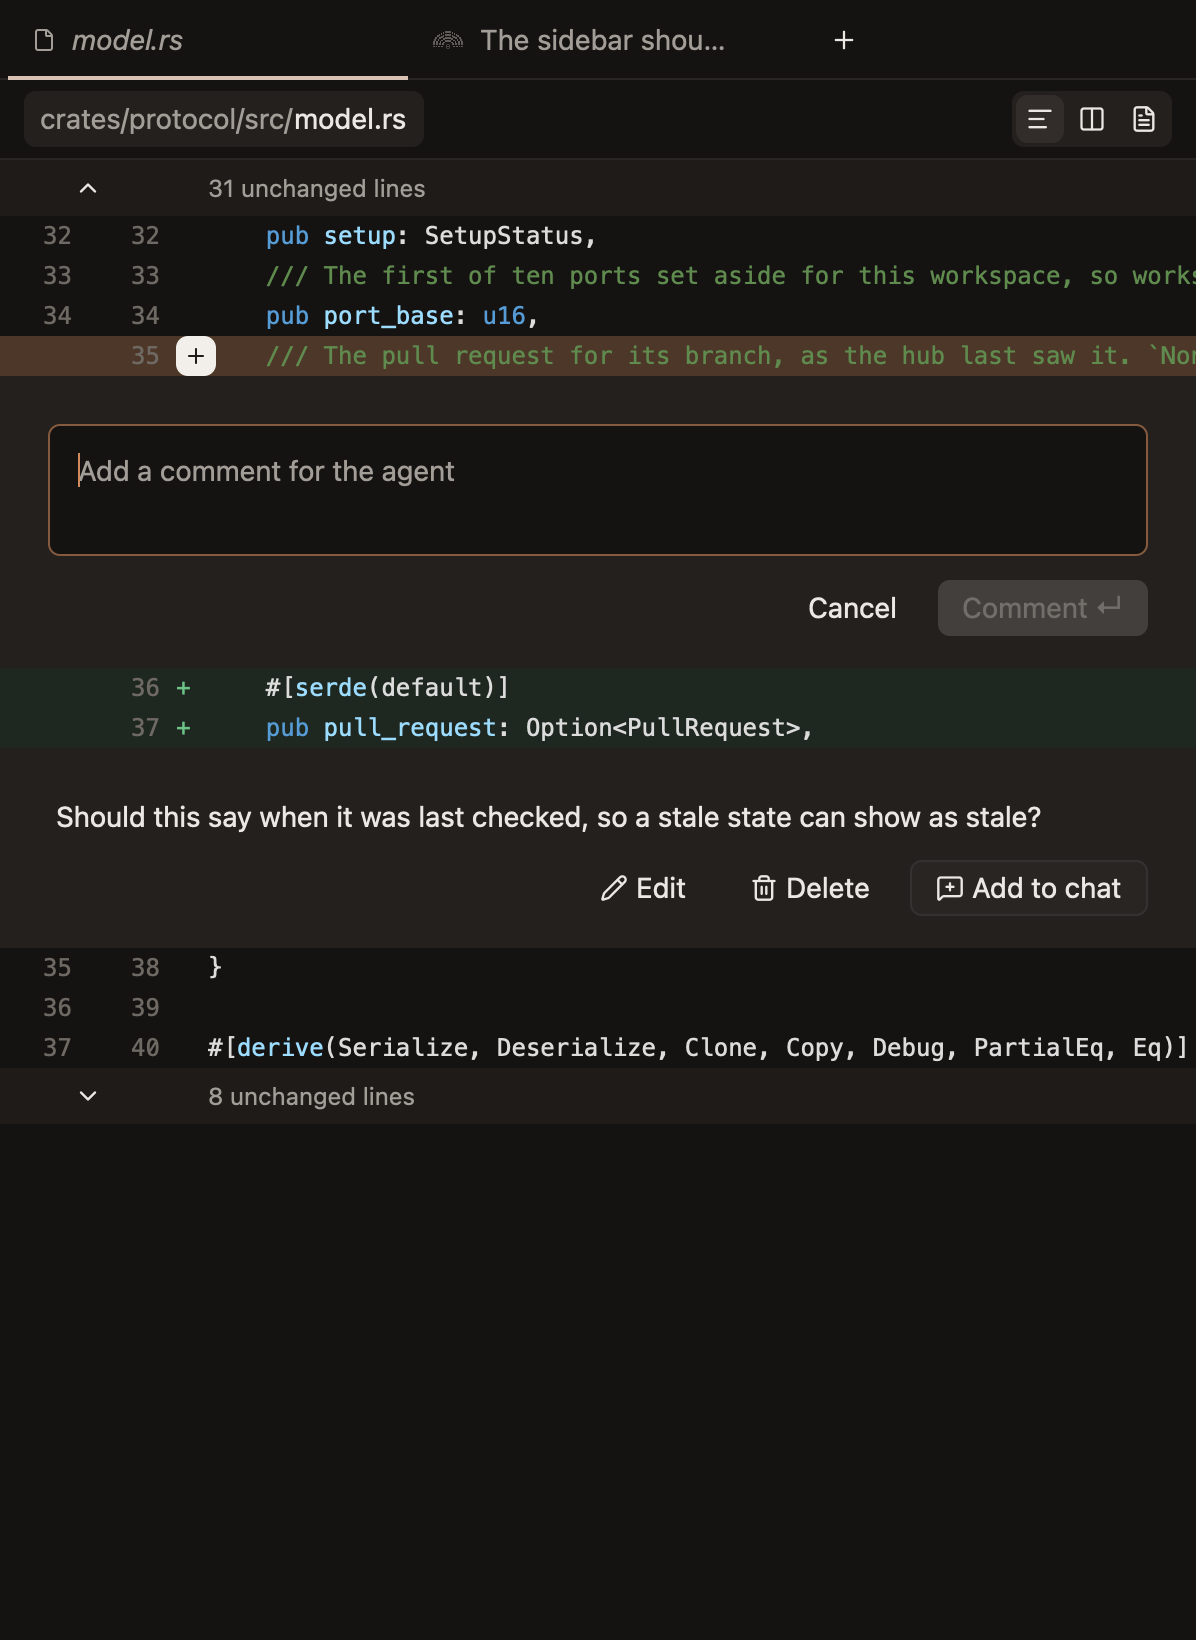 model.rs
The sidebar shou...
crates/protocol/src/model.rs
31 unchanged lines
32 32 pub setup: SetupStatus,
33 33 /// The first of ten ports set aside for this workspace, so works
34 34 pub port_base: u16,
35 + /// The pull request for its branch, as the hub last saw it. `Non
Add a comment for the agent
Cancel
Comment
36 + #[serde(default)]
37 + pub pull_request: Option<PullRequest>,
Should this say when it was last checked, so a stale state can show as stale?
Edit
Delete
Add to chat
35 38 }
36 39
37 40 #[derive(Serialize, Deserialize, Clone, Copy, Debug, PartialEq, Eq)]
8 unchanged lines